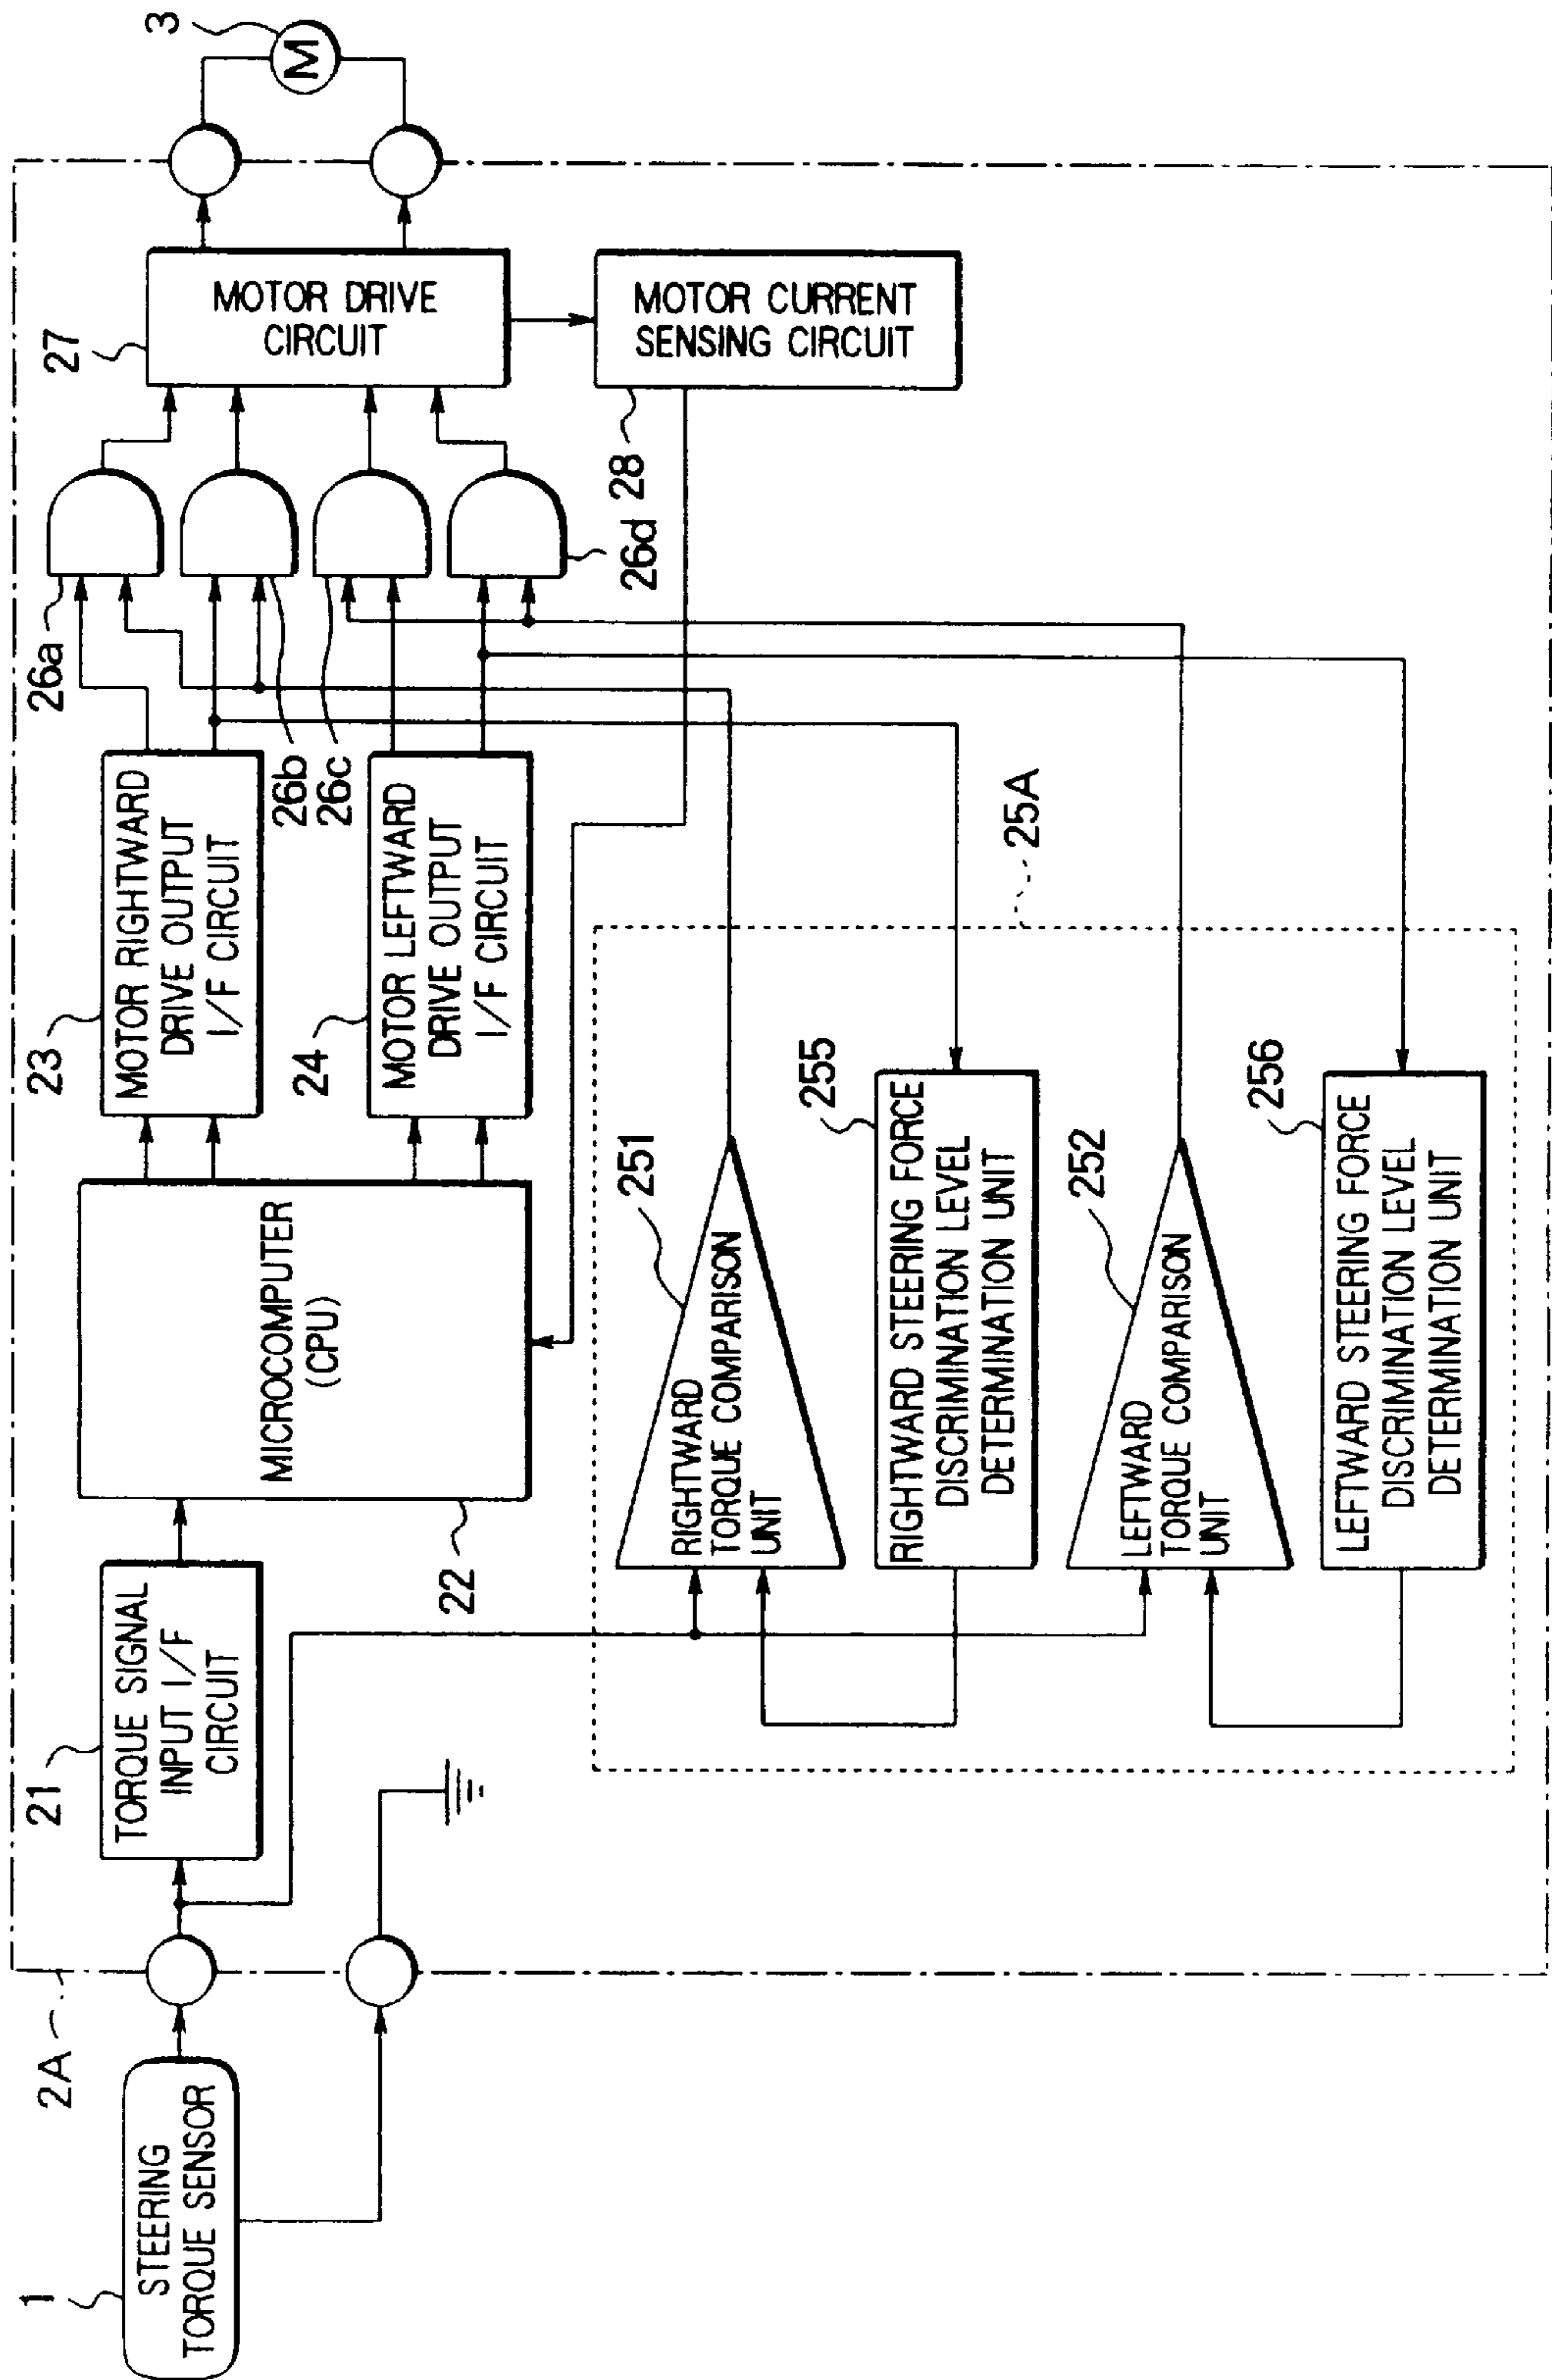 1
STEERING
TORQUE SENSOR
2A
21
TORQUE SIGNAL
INPUT I/F
CIRCUIT
22
MICROCOMPUTER
(CPU)
23
MOTOR RIGHTWARD
DRIVE OUTPUT
I/F CIRCUIT
24
MOTOR LEFTWARD
DRIVE OUTPUT
I/F CIRCUIT
26a
26b
26c
26d
27
MOTOR DRIVE
CIRCUIT
28
MOTOR CURRENT
SENSING CIRCUIT
3
M
25A
251
RIGHTWARD
TORQUE COMPARISON
UNIT
255
RIGHTWARD STEERING FORCE
DISCRIMINATION LEVEL
DETERMINATION UNIT
252
LEFTWARD
TORQUE COMPARISON
UNIT
256
LEFTWARD STEERING FORCE
DISCRIMINATION LEVEL
DETERMINATION UNIT